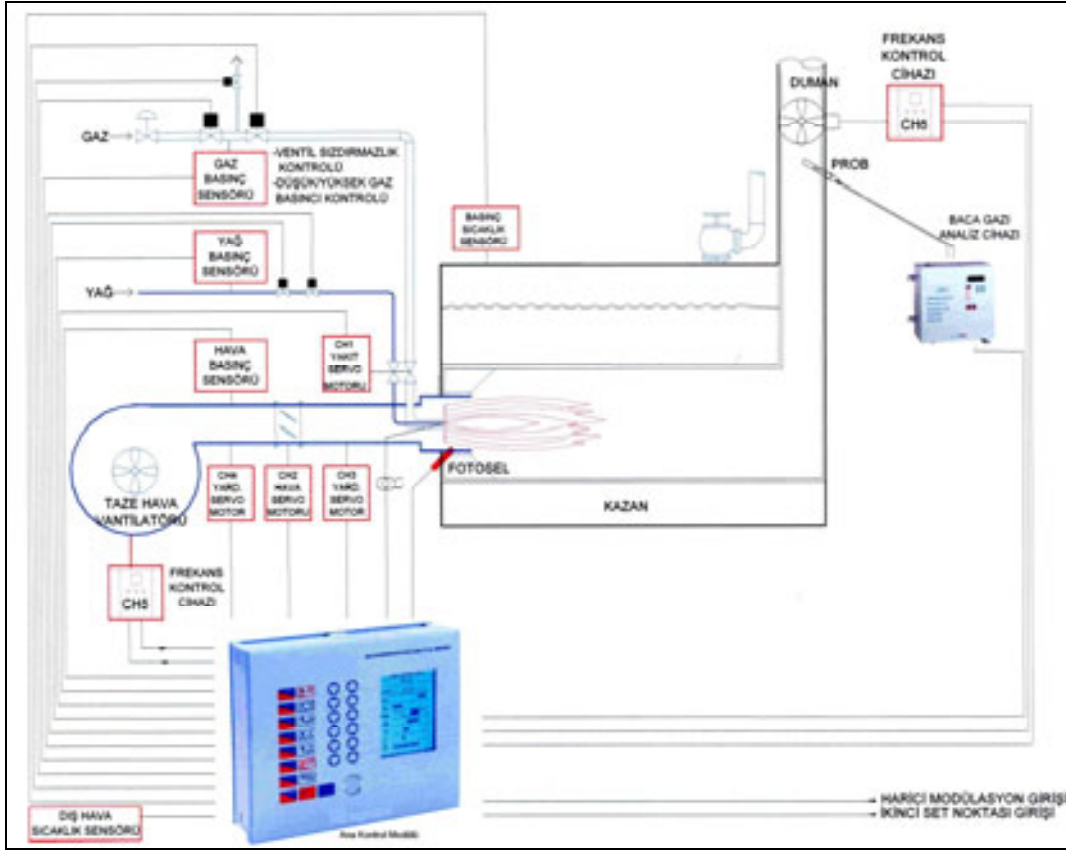 FREKANS
KONTROL
CİHAZI
CH6
DUMAN
GAZ
GAZ
BASINÇ
SENSÖRÜ
-VENTİL SIZDIRMAZLIK
KONTROLÜ
-DÜŞÜK/YÜKSEK GAZ
BASINCI KONTROLÜ
PROB
BACA GAZI
ANALİZ CİHAZI
BASINÇ
SICAKLIK
SENSÖRÜ
YAĞ
BASINÇ
SENSÖRÜ
YAĞ
HAVA
BASINÇ
SENSÖRÜ
CH1
YAKIT
SERVO
MOTORU
FOTOSEL
KAZAN
TAZE HAVA
VANTİLATÖRÜ
CH4
YARD.
SERVO
MOTOR
CH2
HAVA
SERVO
MOTORU
CH3
YARD.
SERVO
MOTOR
CH5
FREKANS
KONTROL
CİHAZI
HARİCİ MODÜLASYON GİRİŞİ
İKİNCİ SET NOKTASI GİRİŞİ
DIŞ HAVA
SICAKLIK SENSÖRÜ
Ana Kontrol Modülü